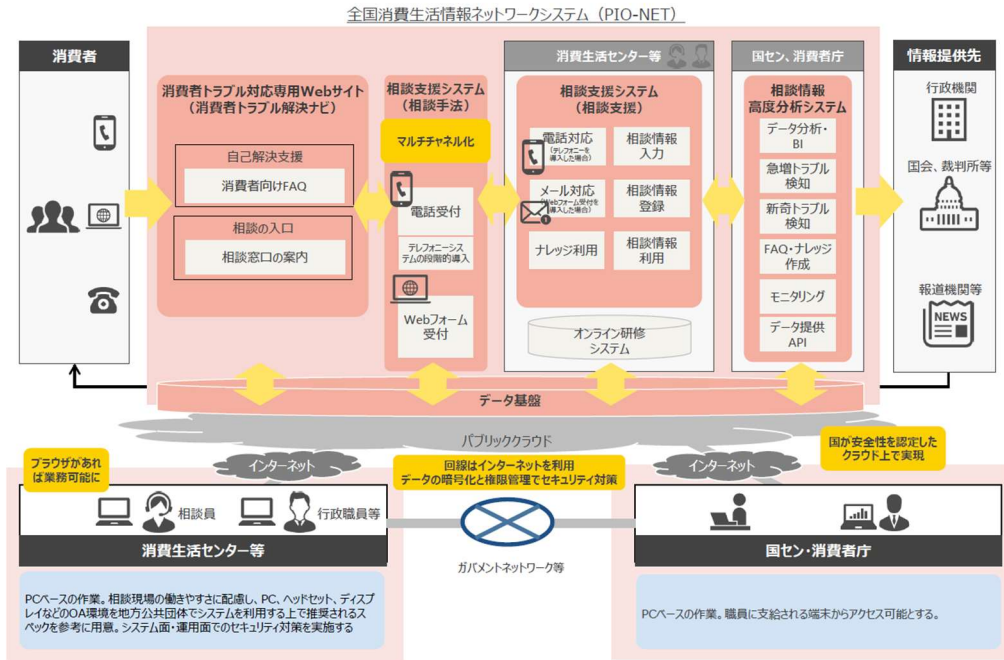 全国消費生活情報ネットワークシステム（PIO-NET）
消費者
消費者トラブル対応専用Webサイト
（消費者トラブル解決ナビ）
自己解決支援
消費者向けFAQ
相談の入口
相談窓口の案内
相談支援システム
（相談手法）
マルチチャネル化
電話受付
テレフォニーシス
テムの段階的導入
Webフォーム
受付
消費生活センター等
相談支援システム
（相談支援）
電話対応
（テレフォニーを
導入した場合）
相談情報
入力
メール対応
（Webフォーム受付を
導入した場合）
相談情報
登録
ナレッジ利用
相談情報
利用
オンライン研修
システム
国セン、消費者庁
相談情報
高度分析システム
データ分析・
BI
急増トラブル
検知
新奇トラブル
検知
FAQ・ナレッジ
作成
モニタリング
データ提供
API
情報提供先
行政機関
国会、裁判所等
報道機関等
NEWS
データ基盤
パブリッククラウド
ブラウザがあれ
ば業務可能に
インターネット
回線はインターネットを利用
データの暗号化と権限管理でセキュリティ対策
インターネット
国が安全性を認定した
クラウド上で実現
相談員
行政職員等
消費生活センター等
ガバメントネットワーク等
国セン・消費者庁
PCベースの作業。相談現場の働きやすさに配慮し、PC、ヘッドセット、ディスプ
レイなどのOA環境を地方公共団体でシステムを利用する上で推奨されるス
ペックを参考に用意。システム面・運用面でのセキュリティ対策を実施する
PCベースの作業。職員に支給される端末からアクセス可能とする。